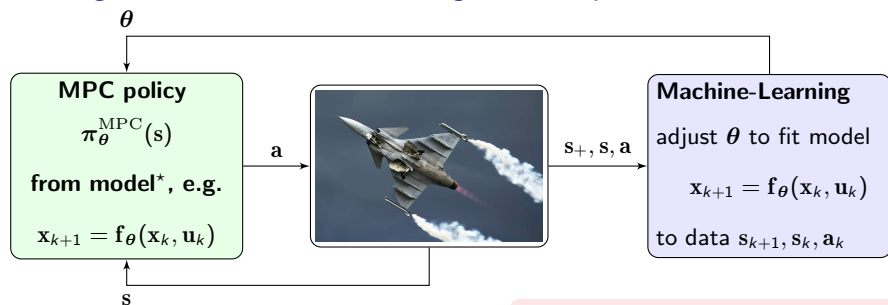 θ
MPC policy
π_θ^MPC(s)
from model*, e.g.
x_{k+1} = f_θ(x_k, u_k)
a
s_+, s, a
Machine-Learning
adjust θ to fit model
x_{k+1} = f_θ(x_k, u_k)
to data s_{k+1}, s_k, a_k
s